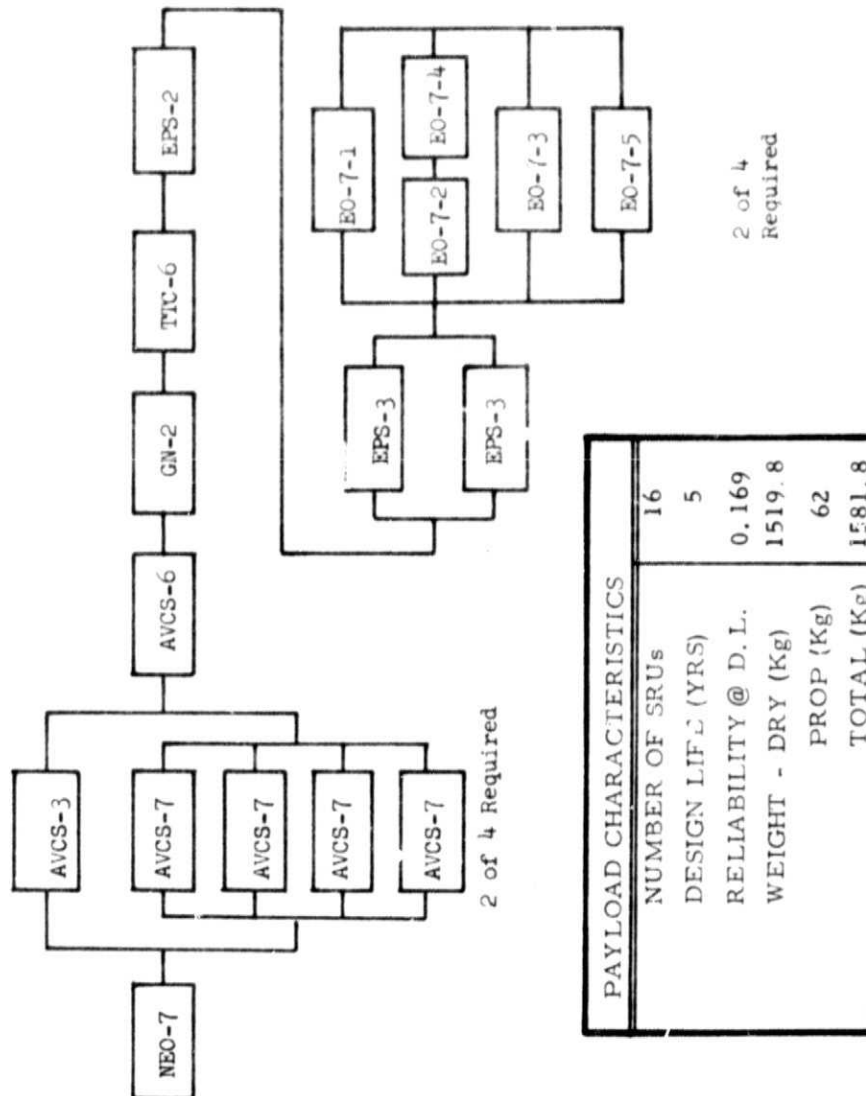 NEO-7
AVCS-3
AVCS-7
AVCS-7
AVCS-7
AVCS-7
2 of 4 Required
AVCS-6
GN-2
TTC-6
EPS-2
EPS-3
EPS-3
EO-7-1
EO-7-2
EO-7-4
EO-7-3
EO-7-5
2 of 4
Required
PAYLOAD CHARACTERISTICS
NUMBER OF SRUs 16
DESIGN LIFE (YRS) 5
RELIABILITY @ D. L. 0.169
WEIGHT - DRY (Kg) 1519.8
PROP (Kg) 62
TOTAL (Kg) 1581.8